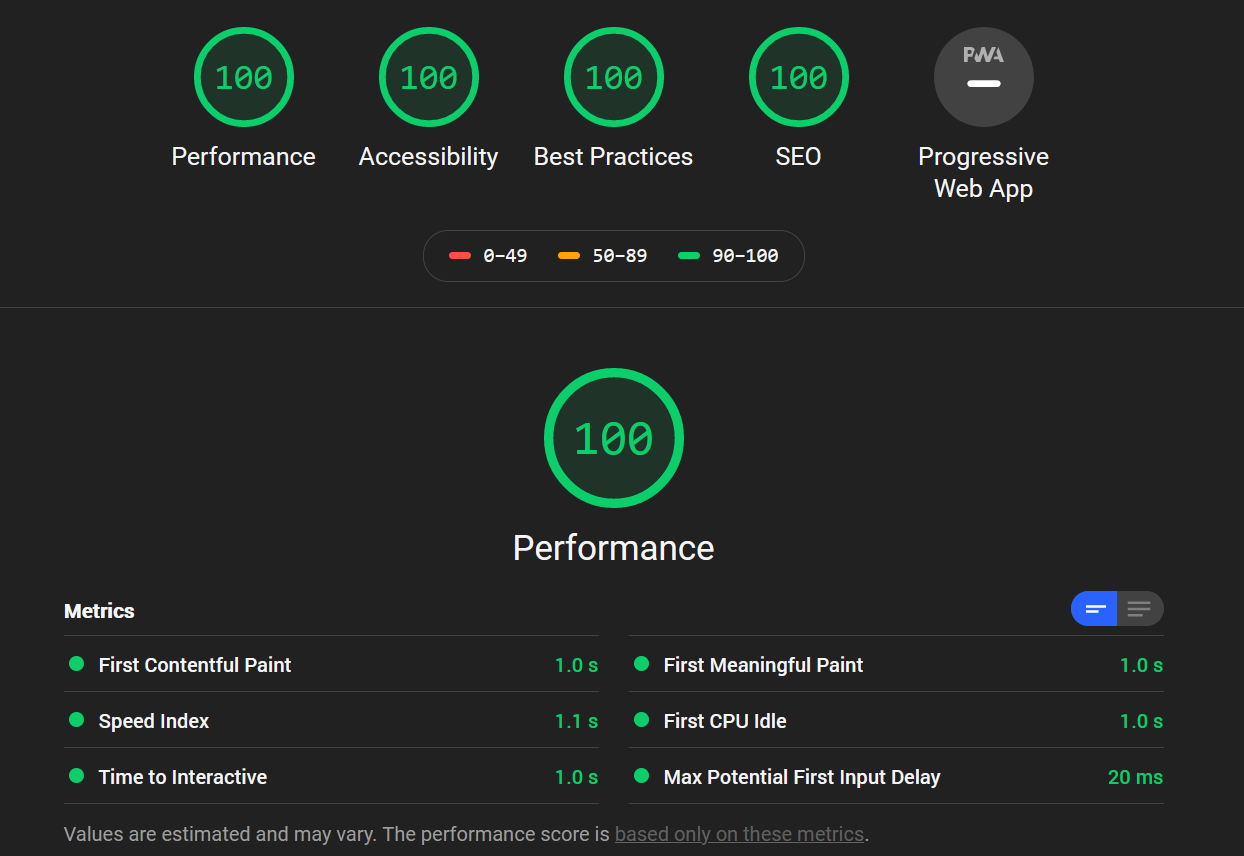 100 100 100 100 PWA
Performance Accessibility Best Practices SEO Progressive
Web App
0–49 50–89 90–100
100
Performance
Metrics
First Contentful Paint 1.0 s First Meaningful Paint 1.0 s
Speed Index 1.1 s First CPU Idle 1.0 s
Time to Interactive 1.0 s Max Potential First Input Delay 20 ms
Values are estimated and may vary. The performance score is based only on these metrics.